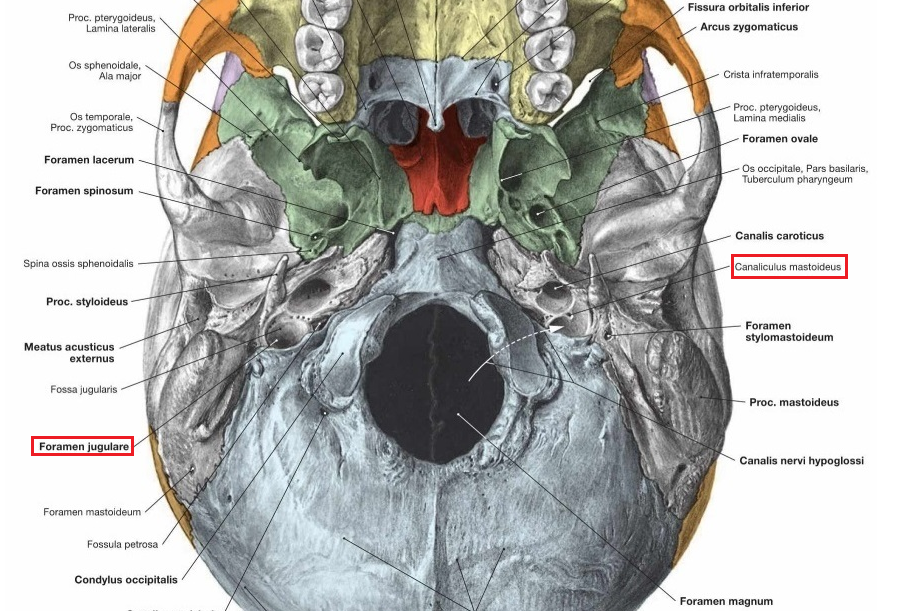 Proc. pterygoideus,
Lamina lateralis
Os sphenoidale,
Ala major
Os temporale,
Proc. zygomaticus
Foramen lacerum
Foramen spinosum
Spina ossis sphenoidalis
Proc. styloideus
Meatus acusticus
externus
Fossa jugularis
Foramen jugulare
Foramen mastoideum
Fossula petrosa
Condylus occipitalis
Fissura orbitalis inferior
Arcus zygomaticus
Crista infratemporalis
Proc. pterygoideus,
Lamina medialis
Foramen ovale
Os occipitale, Pars basilaris,
Tuberculum pharyngeum
Canalis caroticus
Canaliculus mastoideus
Foramen
stylomastoideum
Proc. mastoideus
Canalis nervi hypoglossi
Foramen magnum